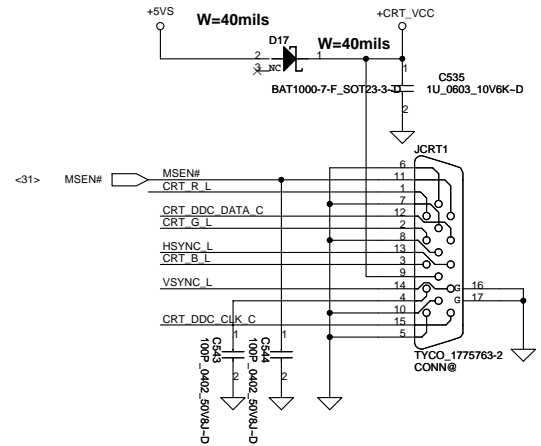 +5VS
W=40mils
+CRT_VCC
D17
W=40mils
2
1
3
NC
BAT1000-7-F_SOT23-3~D
1
2
C535
1U_0603_10V6K~D
JCRT1
<31>
MSEN#
MSEN#
CRT_R_L
CRT_DDC_DATA_C
CRT_G_L
HSYNC_L
CRT_B_L
VSYNC_L
CRT_DDC_CLK_C
6
11
1
7
12
2
8
13
3
9
14
4
10
15
5
G
16
G
17
TYCO_1775763-2
CONN@
1
2
C543
100P_0402_50V8J~D
1
2
C544
100P_0402_50V8J~D